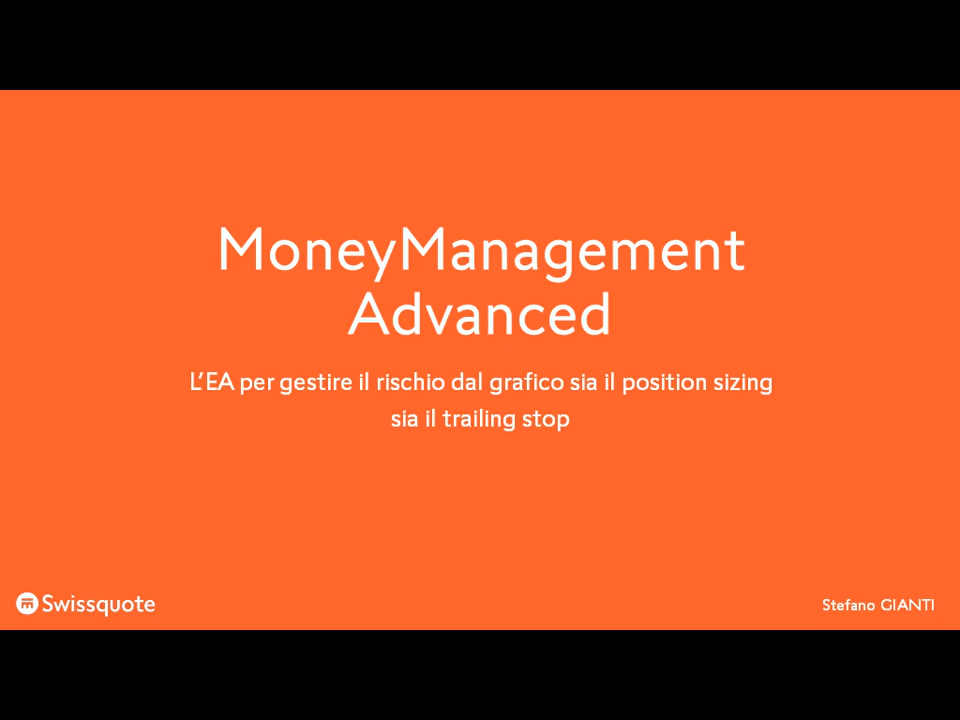 MoneyManagement
Advanced
L'EA per gestire il rischio dal grafico sia il position sizing
sia il trailing stop
Swissquote
Stefano GIANTI